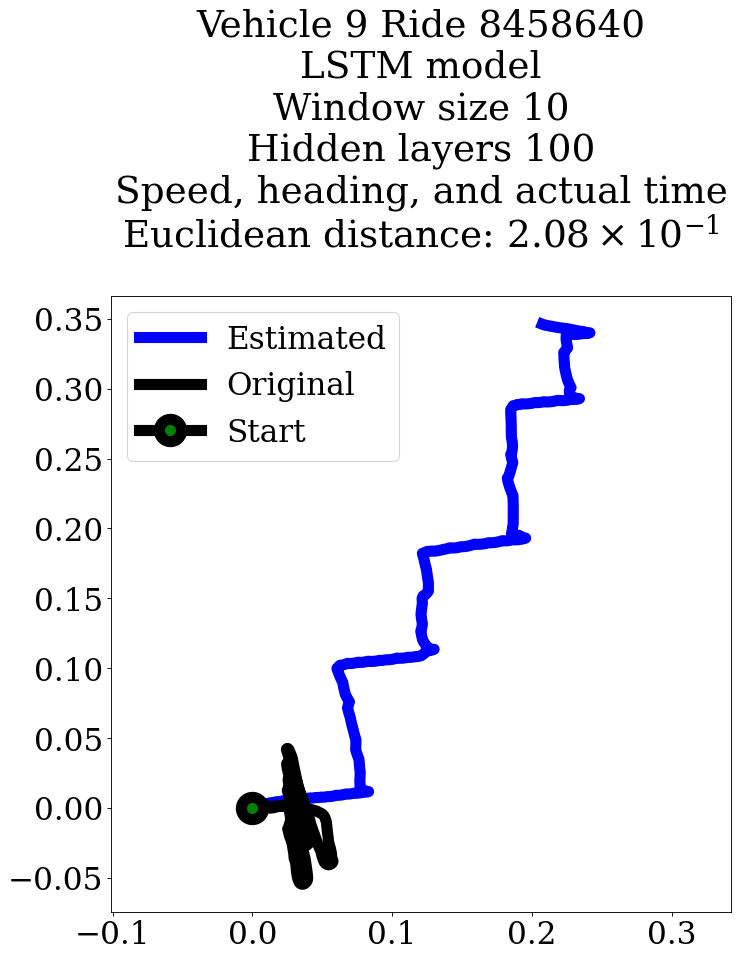 Vehicle 9 Ride 8458640
LSTM model
Window size 10
Hidden layers 100
Speed, heading, and actual time
Euclidean distance: 2.08 × 10⁻¹
Estimated
Original
Start
0.35
0.30
0.25
0.20
0.15
0.10
0.05
0.00
−0.05
−0.1 0.0 0.1 0.2 0.3